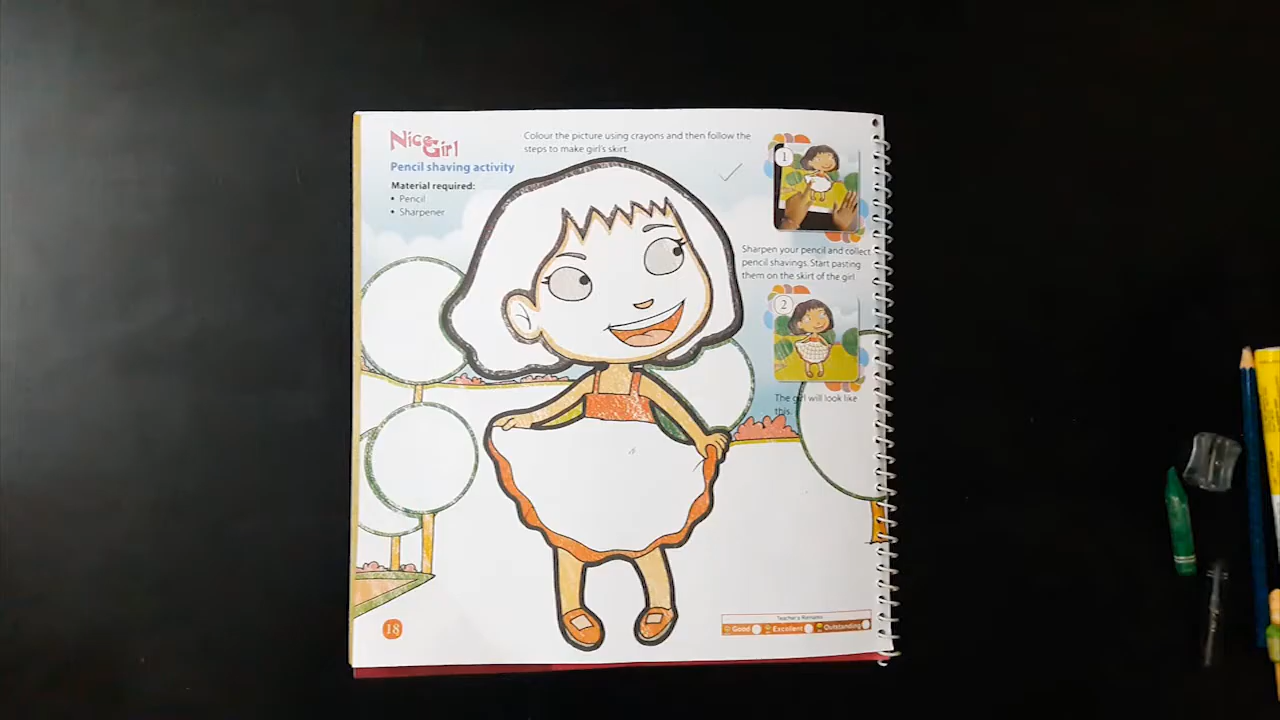 Nice
Girl
Pencil shaving activity
Material required:
• Pencil
• Sharpener
Colour the picture using crayons and then follow the
steps to make girl's skirt.
1
Sharpen your pencil and collect
pencil shavings. Start pasting
them on the skirt of the girl
2
The girl will look like
this.
Teacher's Remarks
Good Excellent Outstanding
18